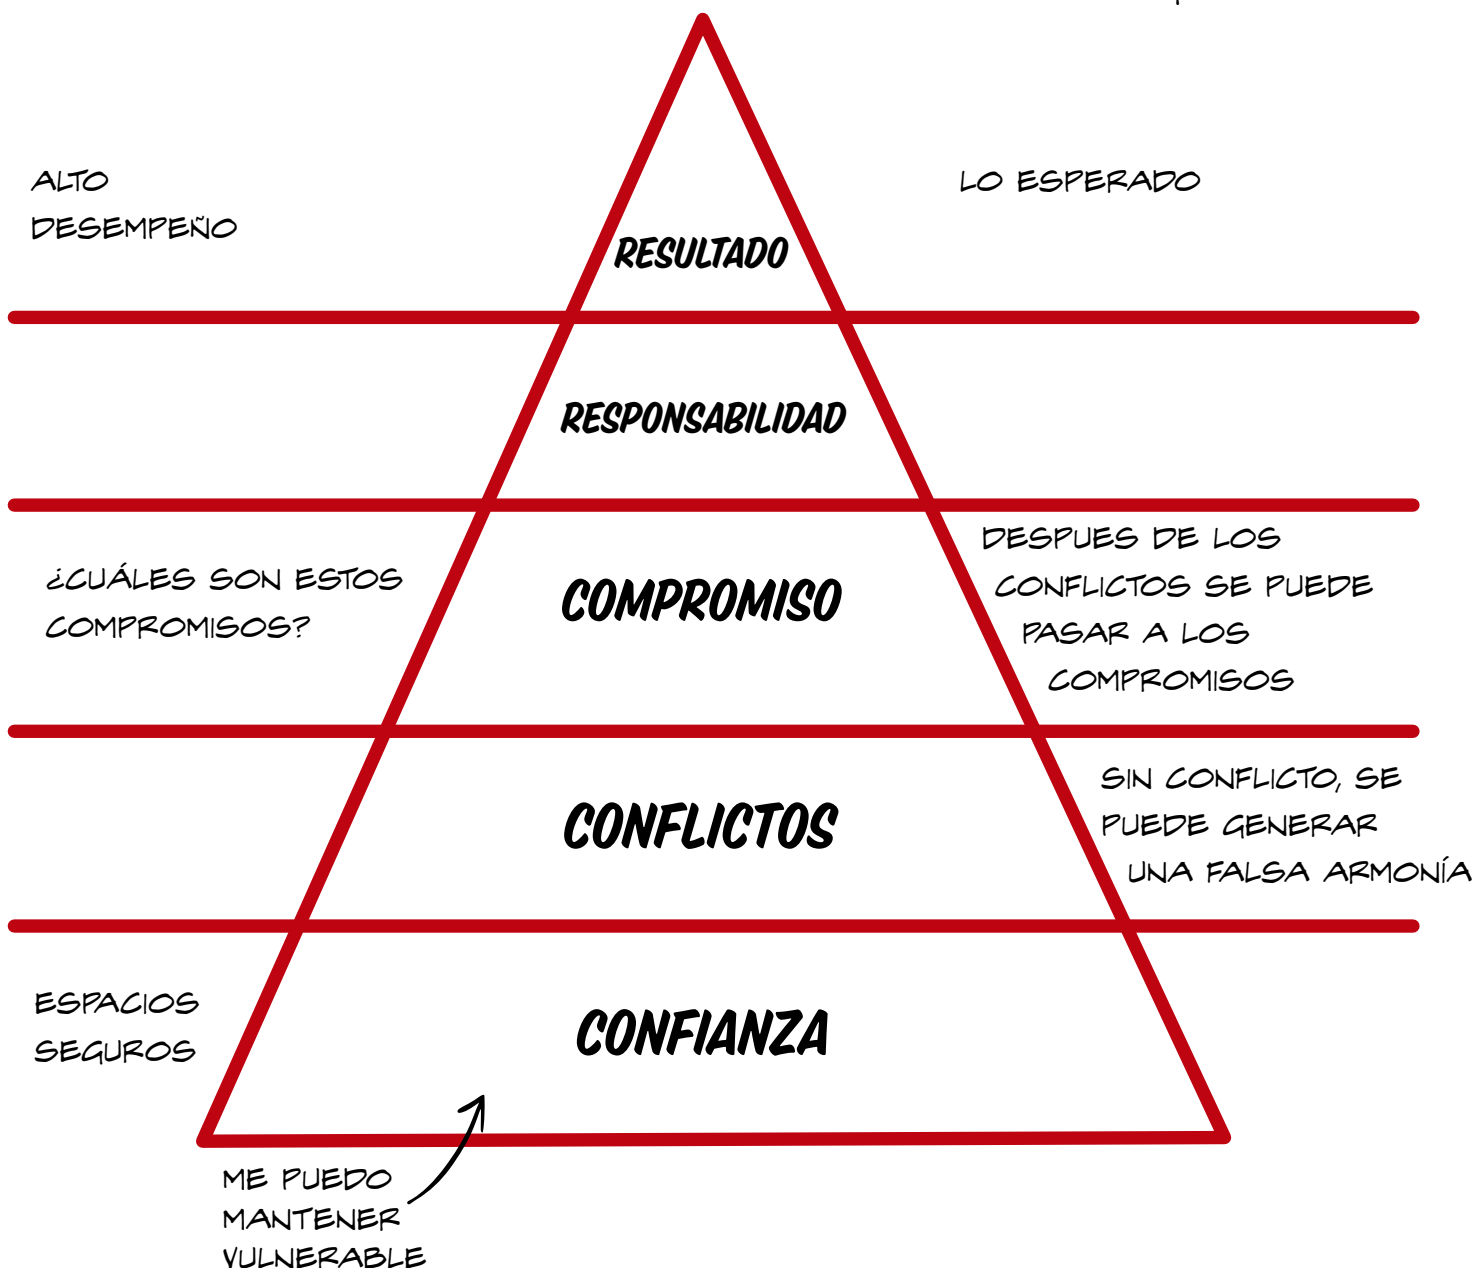 ALTO
DESEMPEÑO
LO ESPERADO
RESULTADO
RESPONSABILIDAD
¿CUÁLES SON ESTOS
COMPROMISOS?
COMPROMISO
DESPUES DE LOS
CONFLICTOS SE PUEDE
PASAR A LOS
COMPROMISOS
CONFLICTOS
SIN CONFLICTO, SE
PUEDE GENERAR
UNA FALSA ARMONÍA
ESPACIOS
SEGUROS
CONFIANZA
ME PUEDO
MANTENER
VULNERABLE